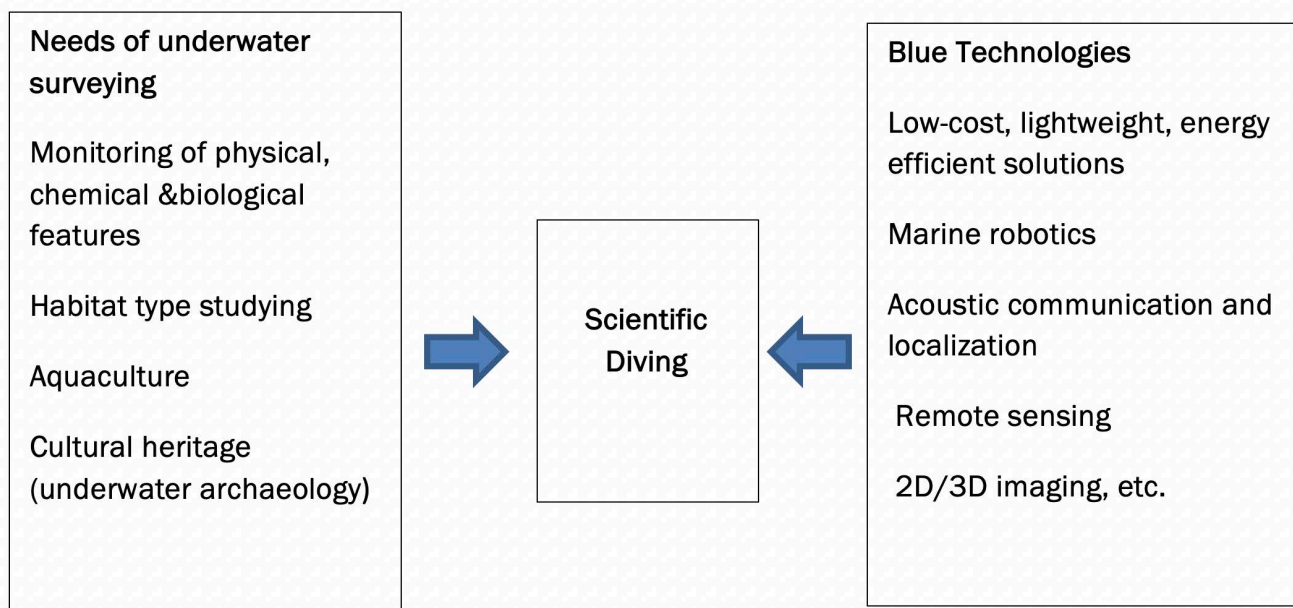 Needs of underwater
surveying
Monitoring of physical,
chemical &biological
features
Habitat type studying
Aquaculture
Cultural heritage
(underwater archaeology)
Scientific
Diving
Blue Technologies
Low-cost, lightweight, energy
efficient solutions
Marine robotics
Acoustic communication and
localization
Remote sensing
2D/3D imaging, etc.